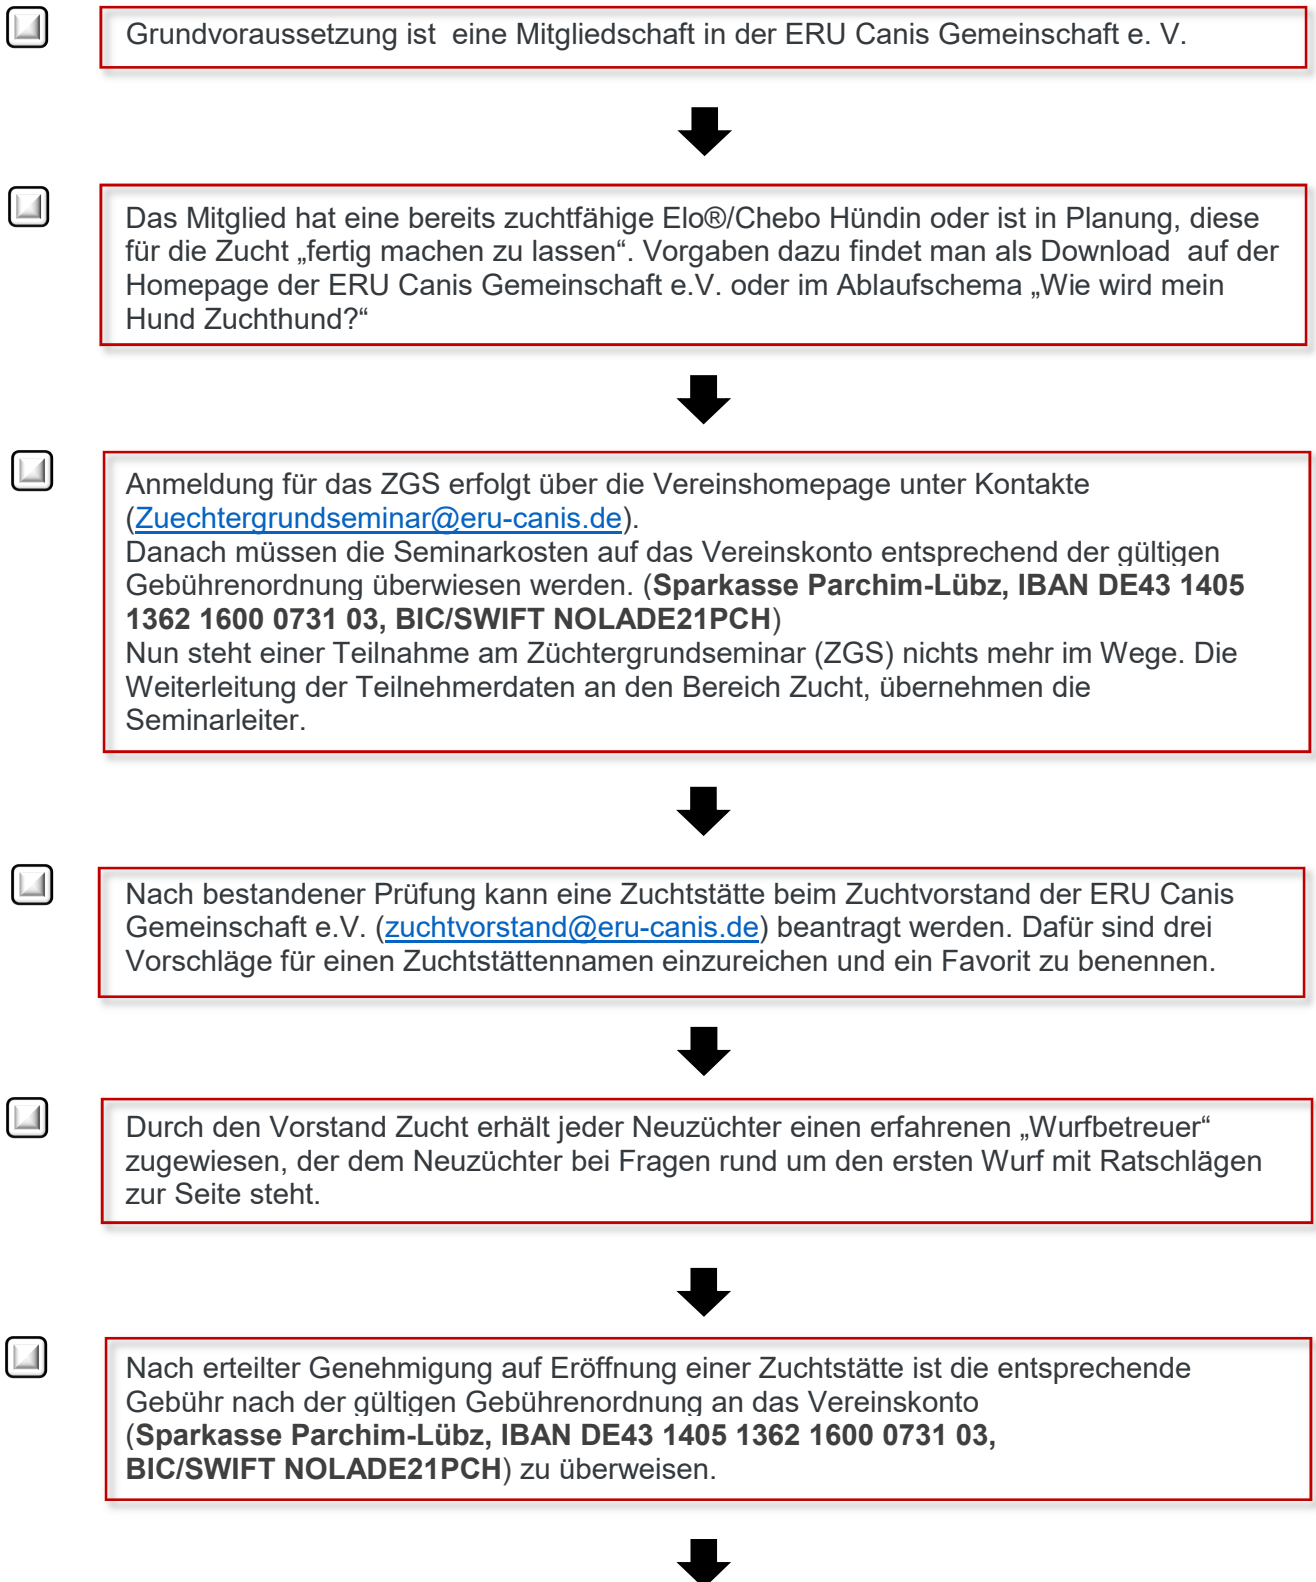 Grundvoraussetzung ist  eine Mitgliedschaft in der ERU Canis Gemeinschaft e. V.
Das Mitglied hat eine bereits zuchtfähige Elo®/Chebo Hündin oder ist in Planung, diese
für die Zucht „fertig machen zu lassen“. Vorgaben dazu findet man als Download  auf der
Homepage der ERU Canis Gemeinschaft e.V. oder im Ablaufschema „Wie wird mein
Hund Zuchthund?“
Anmeldung für das ZGS erfolgt über die Vereinshomepage unter Kontakte
(Zuechtergrundseminar@eru-canis.de).
Danach müssen die Seminarkosten auf das Vereinskonto entsprechend der gültigen
Gebührenordnung überwiesen werden. (Sparkasse Parchim-Lübz, IBAN DE43 1405
1362 1600 0731 03, BIC/SWIFT NOLADE21PCH)
Nun steht einer Teilnahme am Züchtergrundseminar (ZGS) nichts mehr im Wege. Die
Weiterleitung der Teilnehmerdaten an den Bereich Zucht, übernehmen die
Seminarleiter.
Nach bestandener Prüfung kann eine Zuchtstätte beim Zuchtvorstand der ERU Canis
Gemeinschaft e.V. (zuchtvorstand@eru-canis.de) beantragt werden. Dafür sind drei
Vorschläge für einen Zuchtstättennamen einzureichen und ein Favorit zu benennen.
Durch den Vorstand Zucht erhält jeder Neuzüchter einen erfahrenen „Wurfbetreuer“
zugewiesen, der dem Neuzüchter bei Fragen rund um den ersten Wurf mit Ratschlägen
zur Seite steht.
Nach erteilter Genehmigung auf Eröffnung einer Zuchtstätte ist die entsprechende
Gebühr nach der gültigen Gebührenordnung an das Vereinskonto
(Sparkasse Parchim-Lübz, IBAN DE43 1405 1362 1600 0731 03,
BIC/SWIFT NOLADE21PCH) zu überweisen.